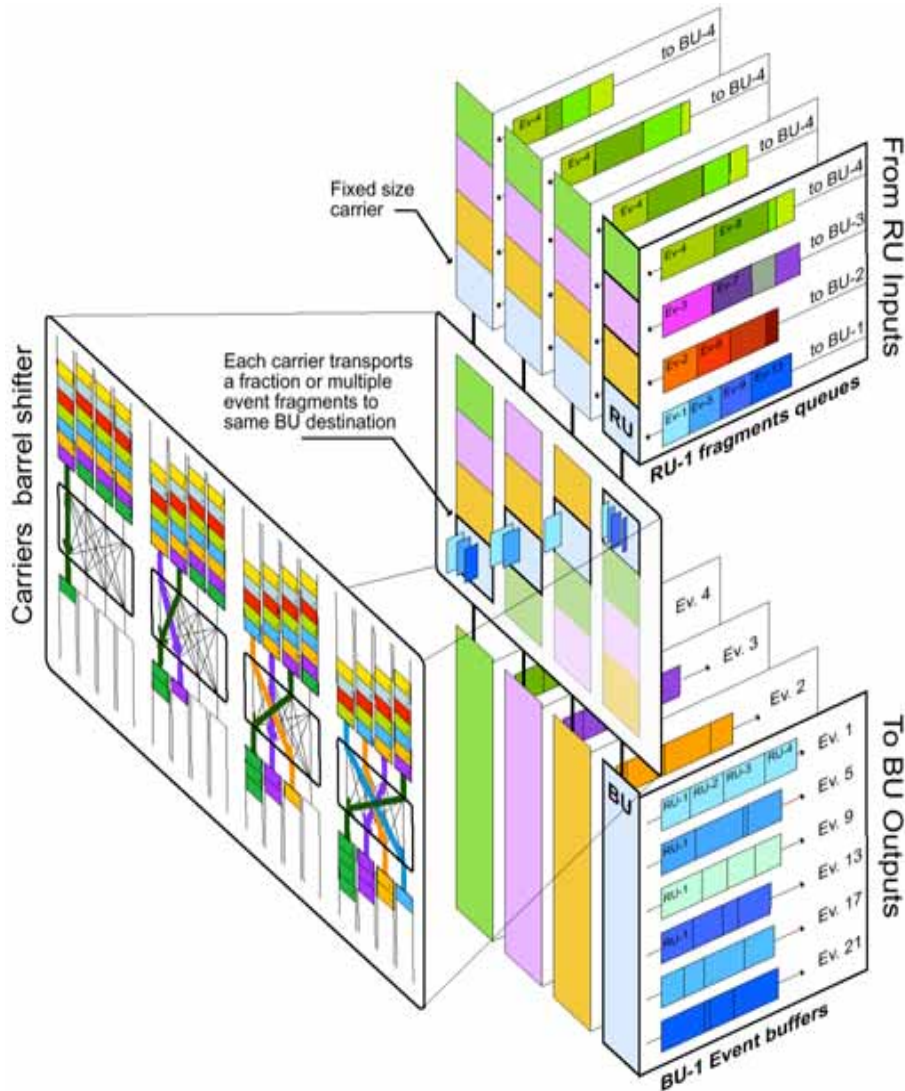 to BU-4
to BU-4
to BU-4
to BU-4
to BU-3
to BU-2
to BU-1
From RU Inputs
Fixed size
carrier
Ev-4
Ev-4
Ev-4
Ev-4
Ev-8
Ev-3
Ev-7
Ev-2
Ev-6
Ev-1
Ev-5
Ev-9
Ev-13
RU
RU-1 fragments queues
Each carrier transports
a fraction or multiple
event fragments to
same BU destination
Carriers barrel shifter
Ev. 4
Ev. 3
Ev. 2
Ev. 1
Ev. 5
Ev. 9
Ev. 13
Ev. 17
Ev. 21
To BU Outputs
BU
RU-1
RU-2
RU-3
RU-4
RU-1
RU-1
RU-1
BU-1 Event buffers